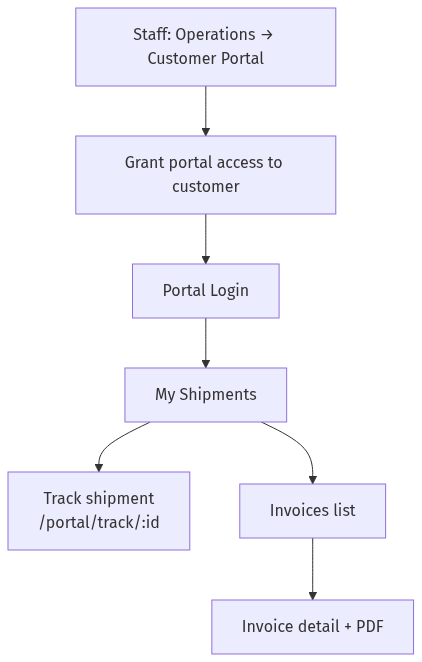 Staff: Operations →
Customer Portal
Grant portal access to
customer
Portal Login
My Shipments
Track shipment
/portal/track/:id
Invoices list
Invoice detail + PDF